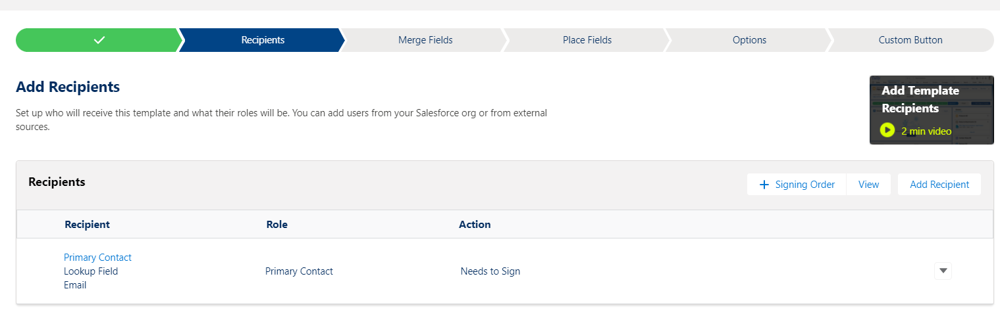 Recipients
Merge Fields
Place Fields
Options
Custom Button
Add Recipients
Set up who will receive this template and what their roles will be. You can add users from your Salesforce org or from external
sources.
Add Template
Recipients
2 min video
Recipients
Signing Order
View
Add Recipient
Recipient
Role
Action
Primary Contact
Lookup Field
Email
Primary Contact
Needs to Sign